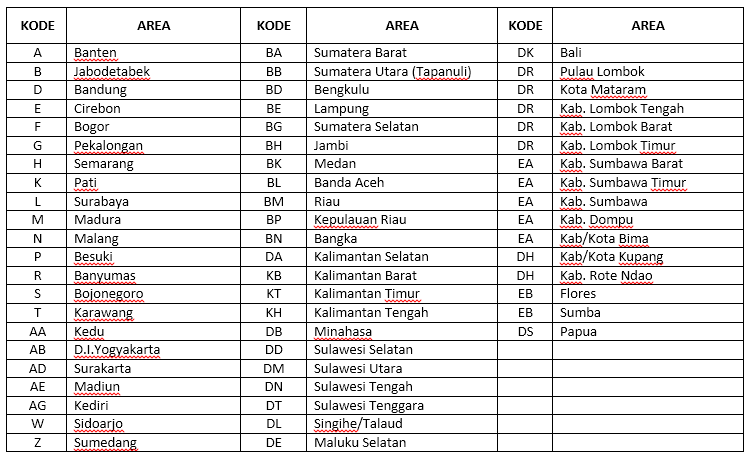 KODE AREA KODE AREA KODE AREA
A Banten BA Sumatera Barat DK Bali
B Jabodetabek BB Sumatera Utara (Tapanuli) DR Pulau Lombok
D Bandung BD Bengkulu DR Kota Mataram
E Cirebon BE Lampung DR Kab. Lombok Tengah
F Bogor BG Sumatera Selatan DR Kab. Lombok Barat
G Pekalongan BH Jambi DR Kab. Lombok Timur
H Semarang BK Medan EA Kab. Sumbawa Barat
K Pati BL Banda Aceh EA Kab. Sumbawa Timur
L Surabaya BM Riau EA Kab. Sumbawa
M Madura BP Kepulauan Riau EA Kab. Dompu
N Malang BN Bangka EA Kab/Kota Bima
P Besuki DA Kalimantan Selatan DH Kab/Kota Kupang
R Banyumas KB Kalimantan Barat DH Kab. Rote Ndao
S Bojonegoro KT Kalimantan Timur EB Flores
T Karawang KH Kalimantan Tengah EB Sumba
AA Kedu DB Minahasa DS Papua
AB D.I.Yogyakarta DD Sulawesi Selatan
AD Surakarta DM Sulawesi Utara
AE Madiun DN Sulawesi Tengah
AG Kediri DT Sulawesi Tenggara
W Sidoarjo DL Singihe/Talaud
Z Sumedang DE Maluku Selatan